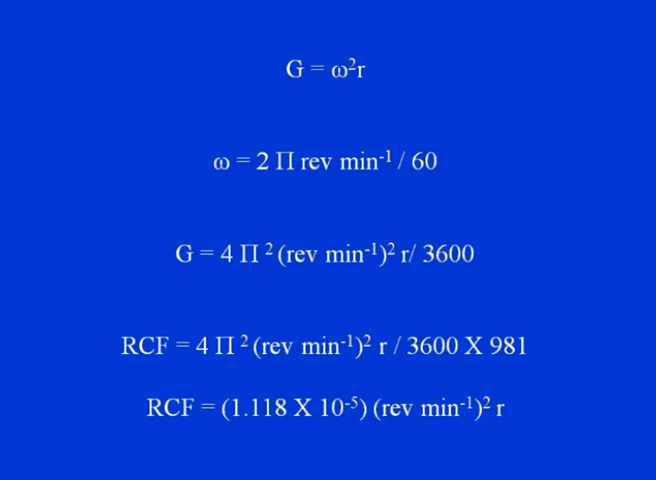 G = ω²r
ω = 2 Π rev min⁻¹ / 60
G = 4 Π ² (rev min⁻¹)² r/ 3600
RCF = 4 Π ² (rev min⁻¹)² r / 3600 X 981
RCF = (1.118 X 10⁻⁵) (rev min⁻¹)² r